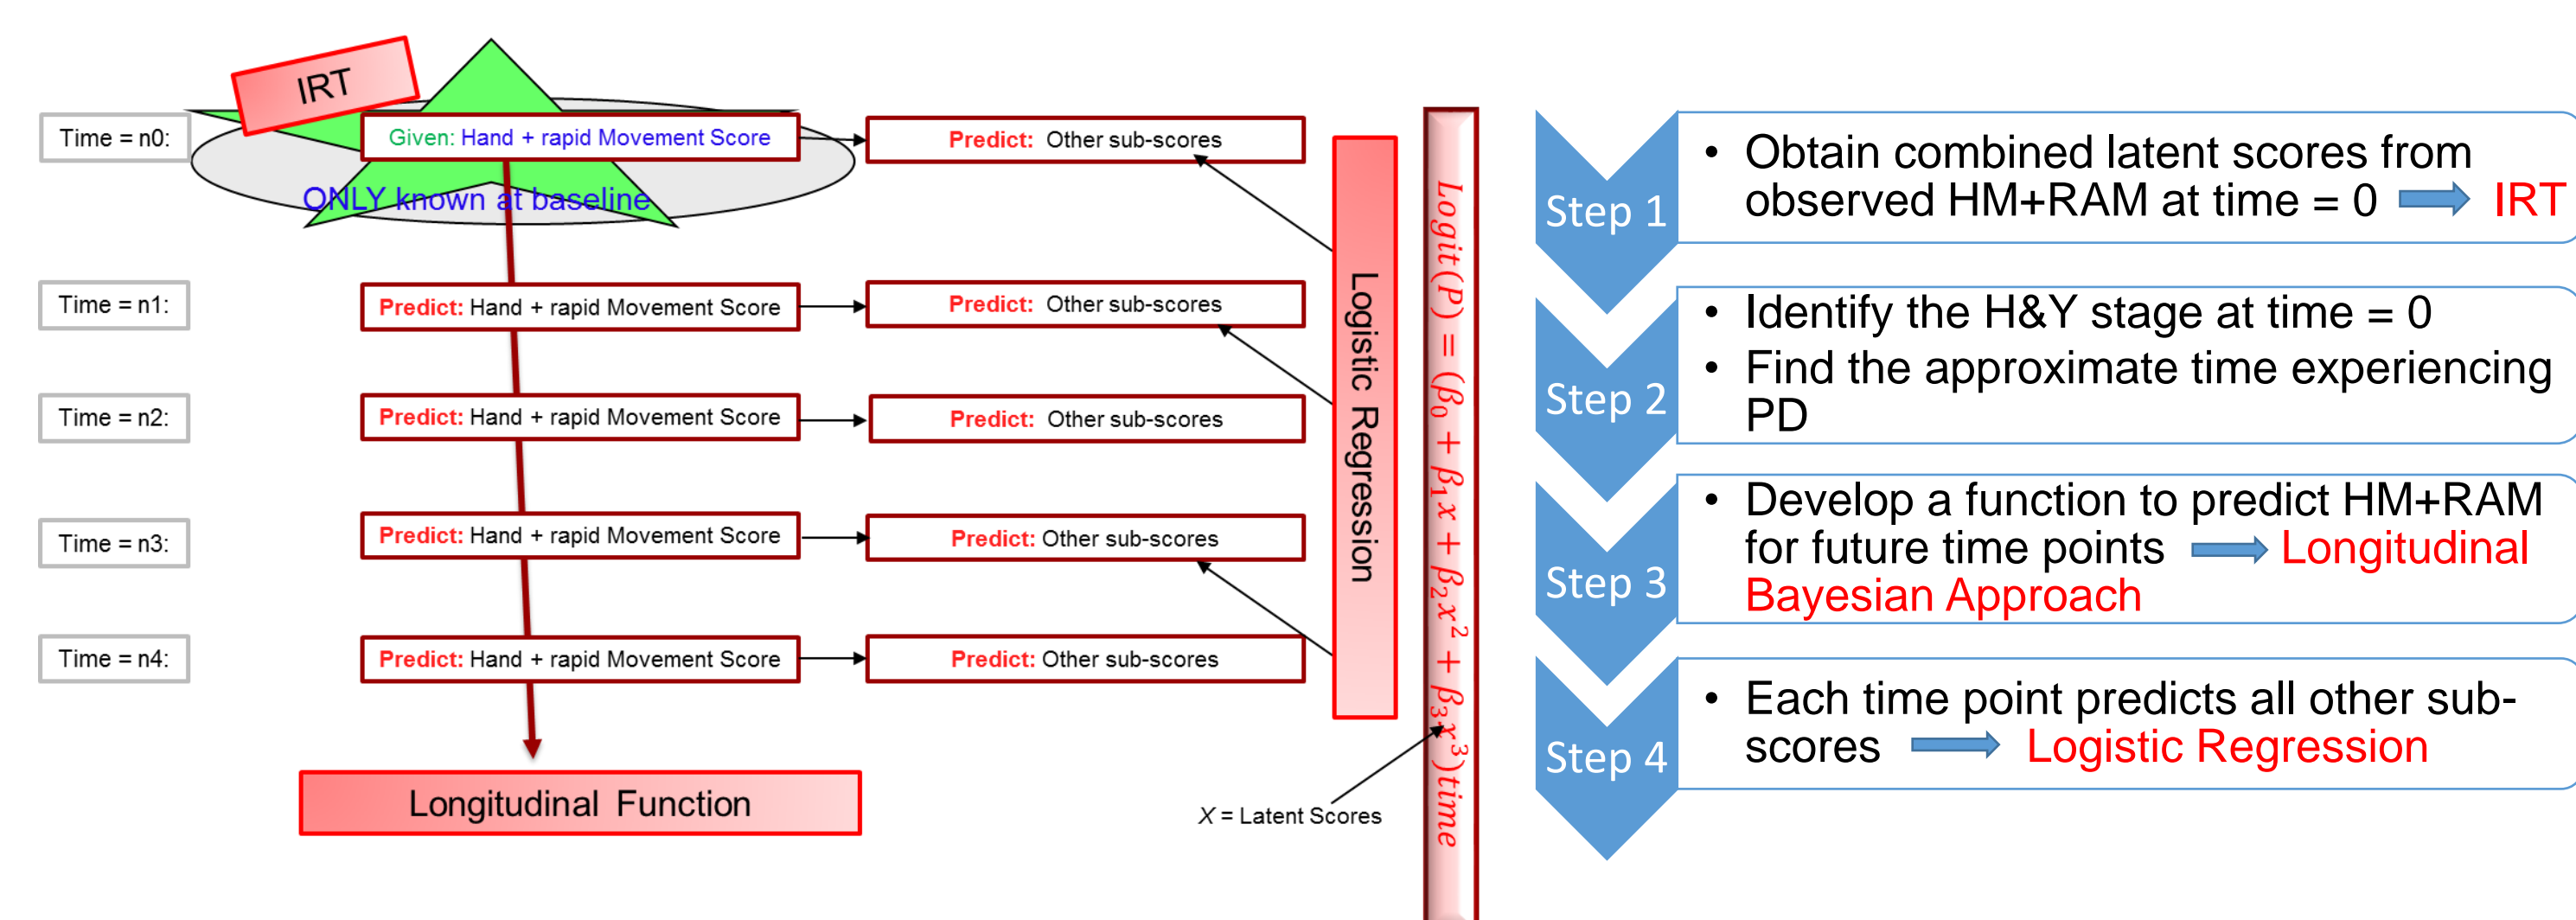 IRT
Time = n0:
Given: Hand + rapid Movement Score
Predict: Other sub-scores
ONLY known at baseline
Time = n1:
Predict: Hand + rapid Movement Score
Predict: Other sub-scores
Time = n2:
Predict: Hand + rapid Movement Score
Predict: Other sub-scores
Time = n3:
Predict: Hand + rapid Movement Score
Predict: Other sub-scores
Time = n4:
Predict: Hand + rapid Movement Score
Predict: Other sub-scores
Longitudinal Function
Logistic Regression
Logit(P) = (β₀ + β₁x + β₂x² + β₃x³)time
X = Latent Scores
Step 1
• Obtain combined latent scores from
observed HM+RAM at time = 0 IRT
Step 2
• Identify the H&Y stage at time = 0
• Find the approximate time experiencing
PD
Step 3
• Develop a function to predict HM+RAM
for future time points Longitudinal
Bayesian Approach
Step 4
• Each time point predicts all other sub-
scores Logistic Regression